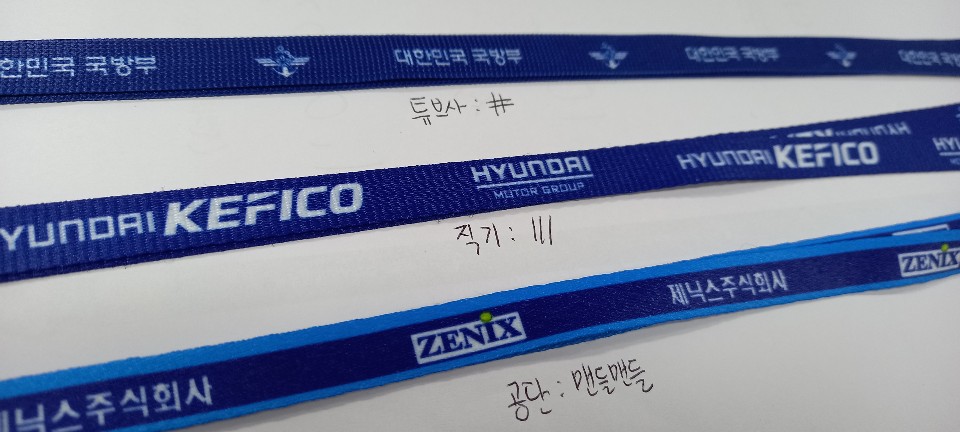 한민국 국방부 대한민국 국방부 대한민국 국방부 대한민국 국방부
튜브사 : #
YUNDAI KEFICO HYUNDAI MOTOR GROUP HYUNDAI KEFICO HY
직기 : |||
제닉스주식회사 ZENIX 제닉스주식회사 ZENIX
공단 : 맨들맨들